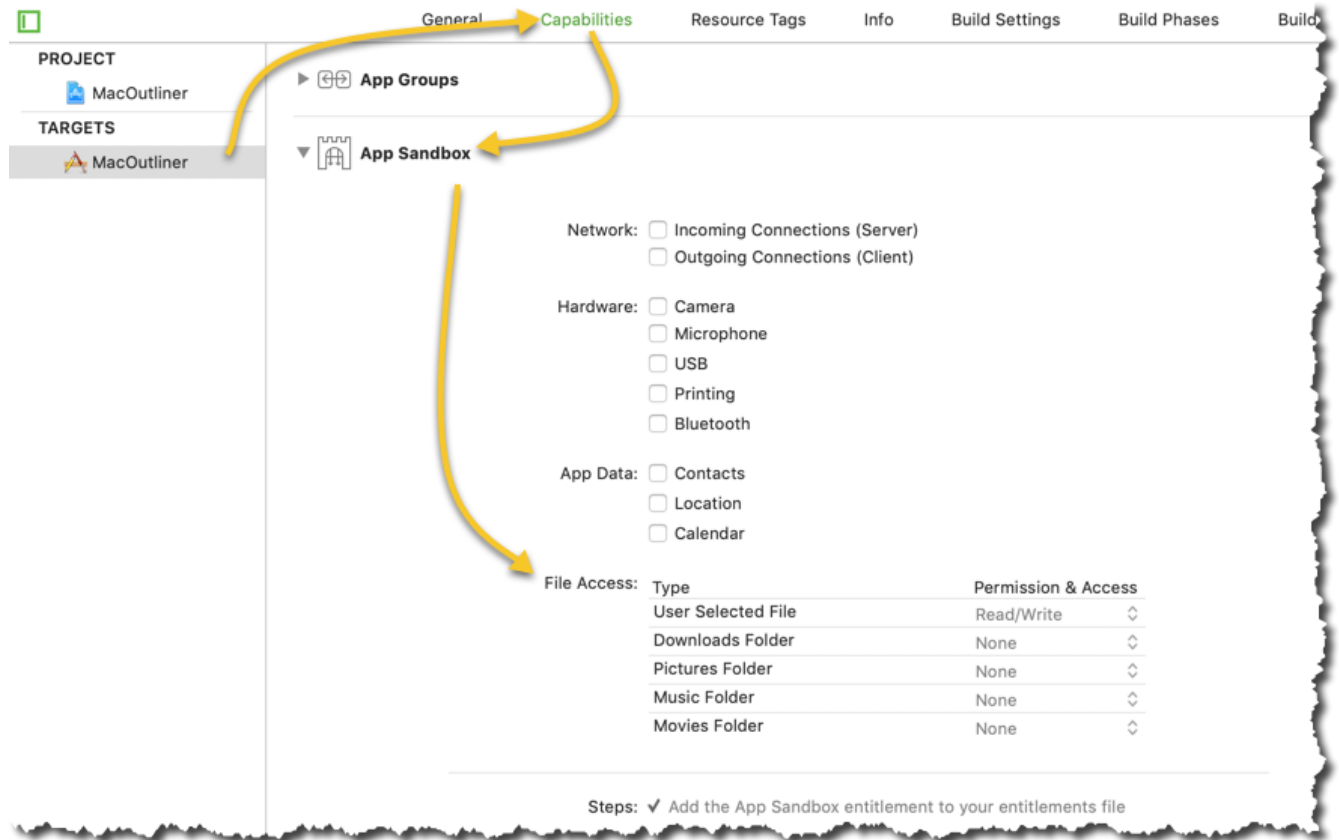 General Capabilities Resource Tags Info Build Settings Build Phases Build
PROJECT
MacOutliner
TARGETS
MacOutliner
App Groups
App Sandbox
Network: Incoming Connections (Server)
Outgoing Connections (Client)
Hardware: Camera
Microphone
USB
Printing
Bluetooth
App Data: Contacts
Location
Calendar
File Access: Type Permission & Access
User Selected File Read/Write
Downloads Folder None
Pictures Folder None
Music Folder None
Movies Folder None
Steps: ✓ Add the App Sandbox entitlement to your entitlements file